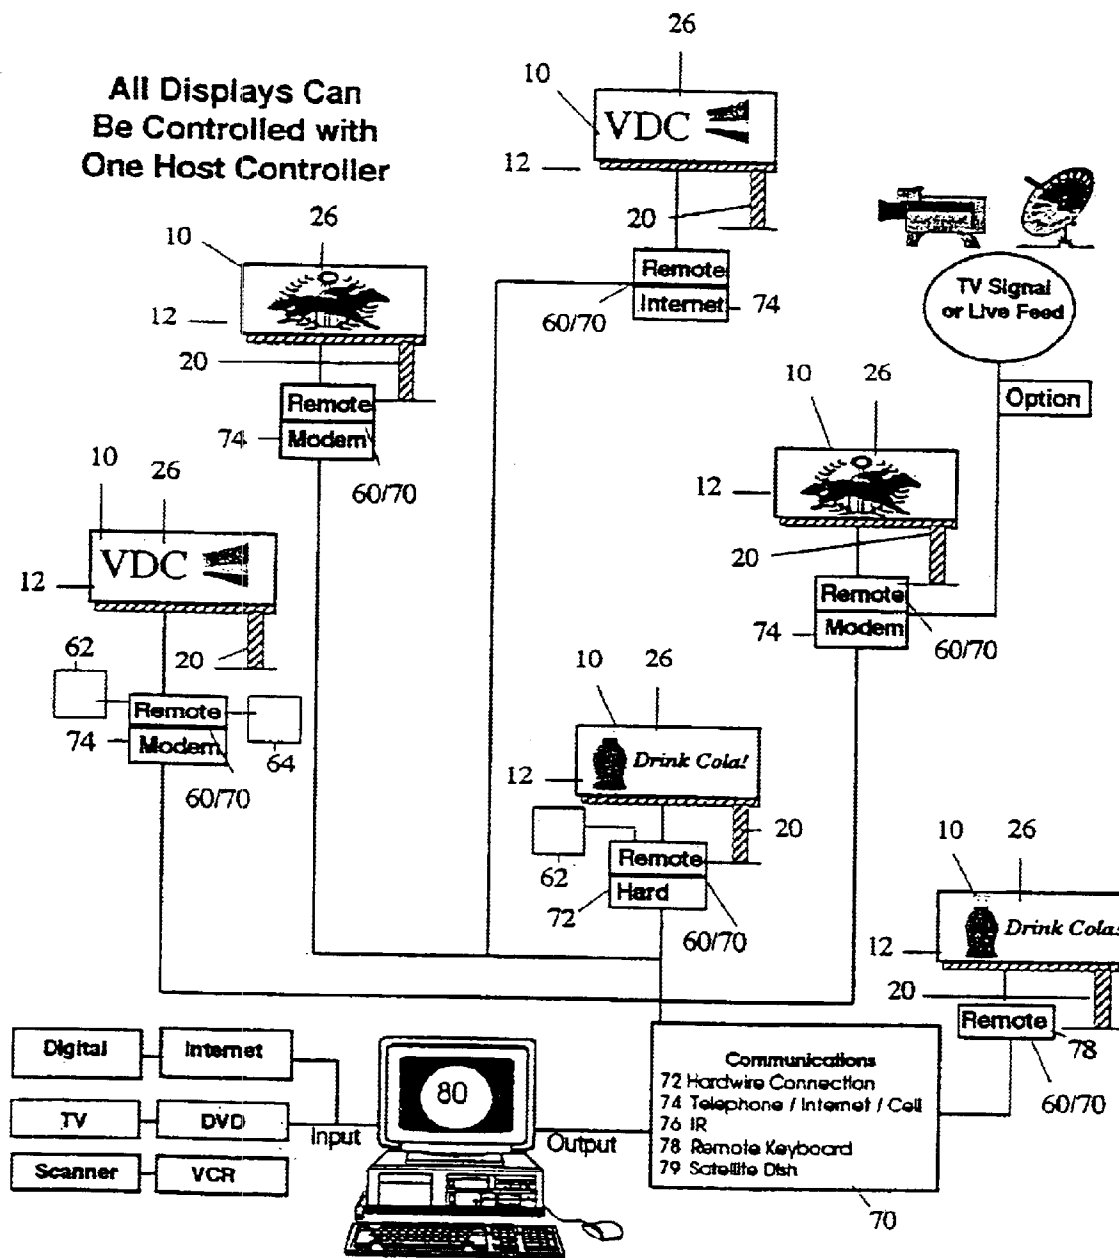 26
10
All Displays Can
Be Controlled with
One Host Controller
VDC
12
20
10
26
Remote
Internet
74
60/70
TV Signal
or Live Feed
12
20
Option
10
26
Remote
Modem
74
60/70
12
20
10
26
VDC
12
20
Remote
Modem
74
60/70
62
Remote
Modem
74
64
60/70
10
26
Drink Cola!
12
20
62
Remote
Hard
72
60/70
10
26
Drink Cola!
12
20
Remote
78
60/70
Digital
Internet
TV
DVD
Scanner
VCR
Input
80
Output
Communications
72 Hardwire Connection
74 Telephone / Internet / Cell
76 IR
78 Remote Keyboard
79 Satellite Dish
70